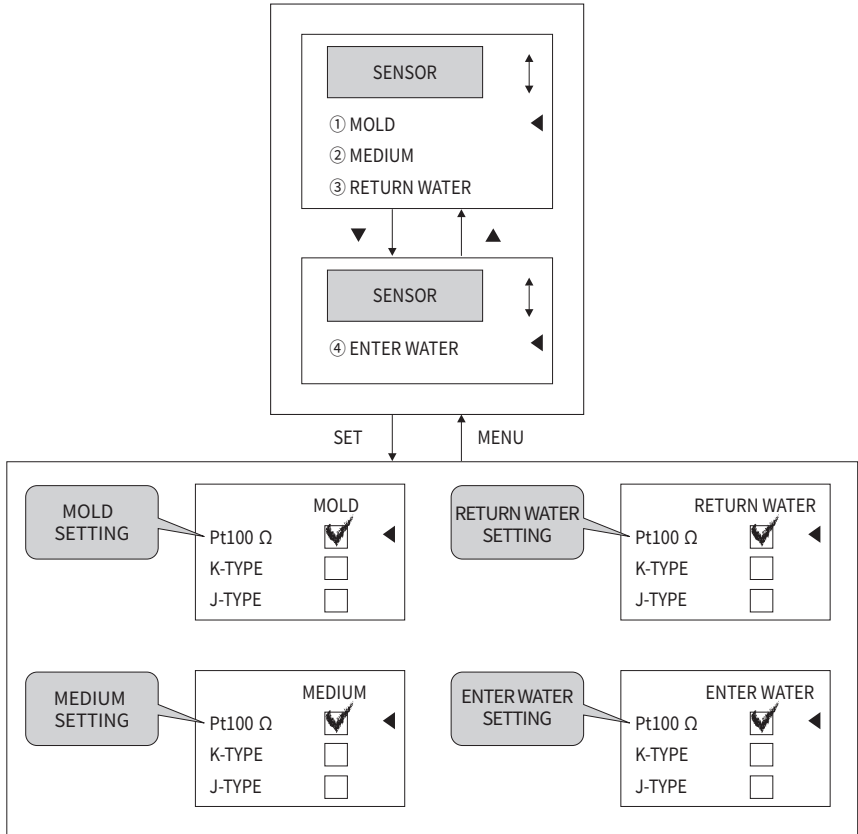 SENSOR
① MOLD
② MEDIUM
③ RETURN WATER
SENSOR
④ ENTER WATER
SET
MENU
MOLD
SETTING
MOLD
Pt100 Ω
K-TYPE
J-TYPE
RETURN WATER
SETTING
RETURN WATER
Pt100 Ω
K-TYPE
J-TYPE
MEDIUM
SETTING
MEDIUM
Pt100 Ω
K-TYPE
J-TYPE
ENTER WATER
SETTING
ENTER WATER
Pt100 Ω
K-TYPE
J-TYPE